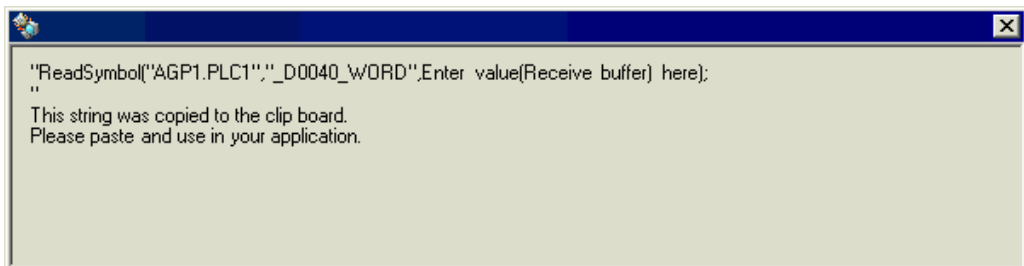 "ReadSymbol("AGP1.PLC1","_D0040_WORD",Enter value(Receive buffer) here);
"
This string was copied to the clip board.
Please paste and use in your application.